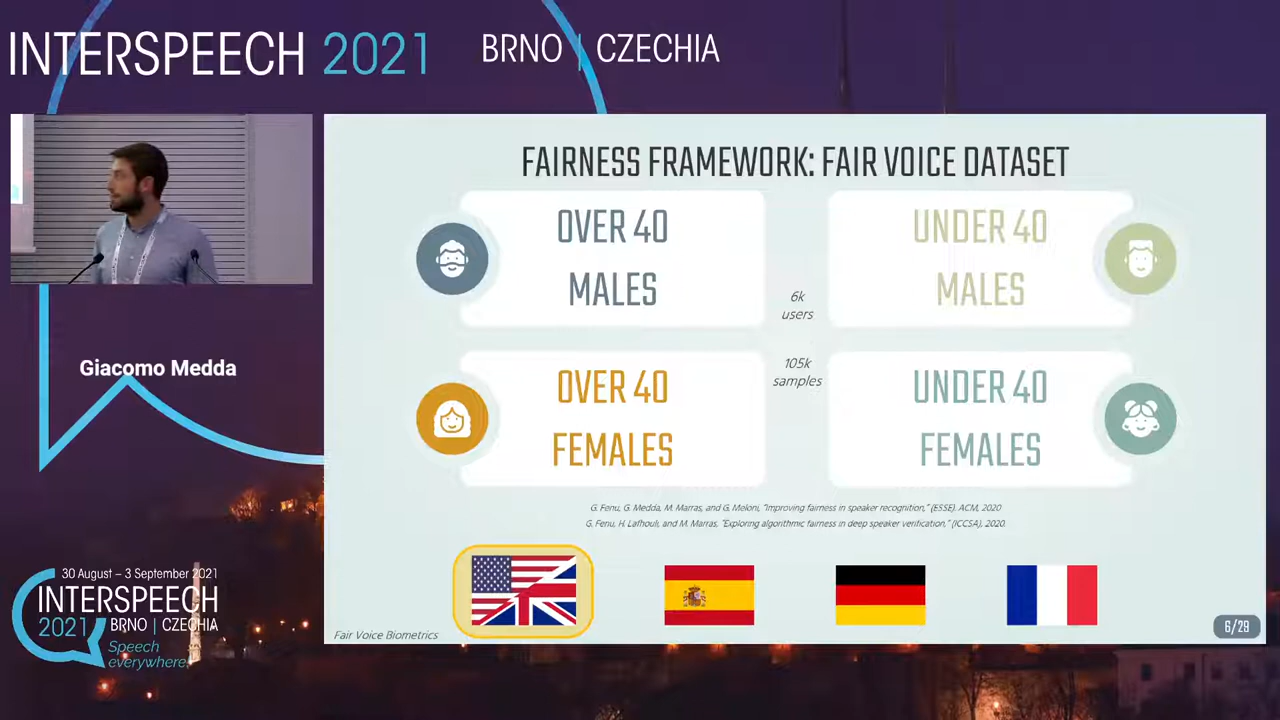 INTERSPEECH 2021
BRNO | CZECHIA
Giacomo Medda
FAIRNESS FRAMEWORK: FAIR VOICE DATASET
OVER 40
MALES
UNDER 40
MALES
6k
users
105k
samples
OVER 40
FEMALES
UNDER 40
FEMALES
G. Fenu, G. Medda, M. Marras, and G. Meloni, "Improving fairness in speaker recognition," (ESSE). ACM, 2020
G. Fenu, H. Lafhouli, and M. Marras, "Exploring algorithmic fairness in deep speaker verification," (ICCSA), 2020.
Fair Voice Biometrics
6/29
30 August – 3 September 2021
INTERSPEECH
2021 BRNO | CZECHIA
Speech
everywhere!